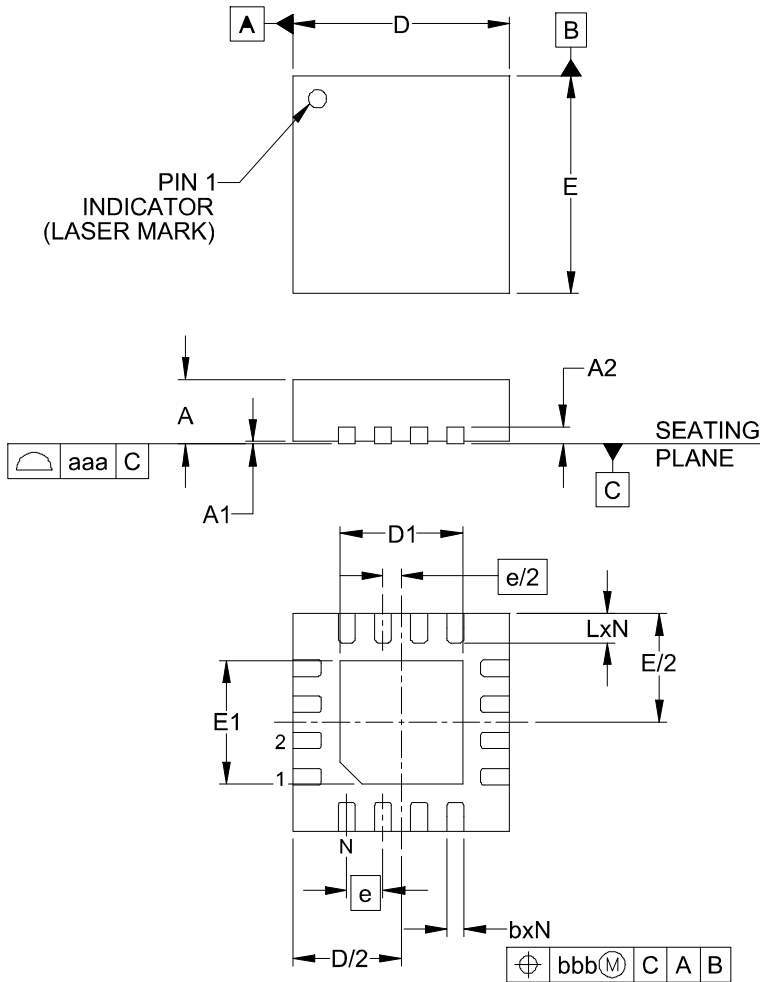 A
D
B
PIN 1
INDICATOR
(LASER MARK)
E
A2
A
SEATING
PLANE
aaa C
C
A1
D1
e/2
LxN
E/2
E1
2
1
N
e
bxN
D/2
bbbⓂ C A B